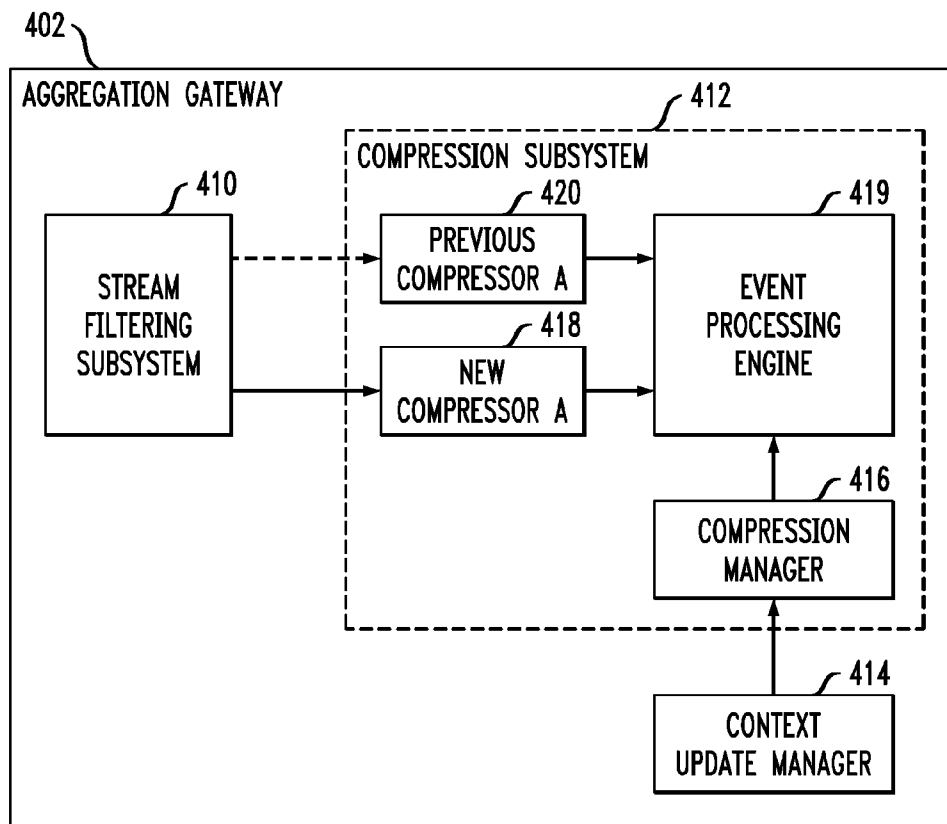 402
AGGREGATION GATEWAY
412
COMPRESSION SUBSYSTEM
410
STREAM
FILTERING
SUBSYSTEM
420
PREVIOUS
COMPRESSOR A
418
NEW
COMPRESSOR A
419
EVENT
PROCESSING
ENGINE
416
COMPRESSION
MANAGER
414
CONTEXT
UPDATE MANAGER